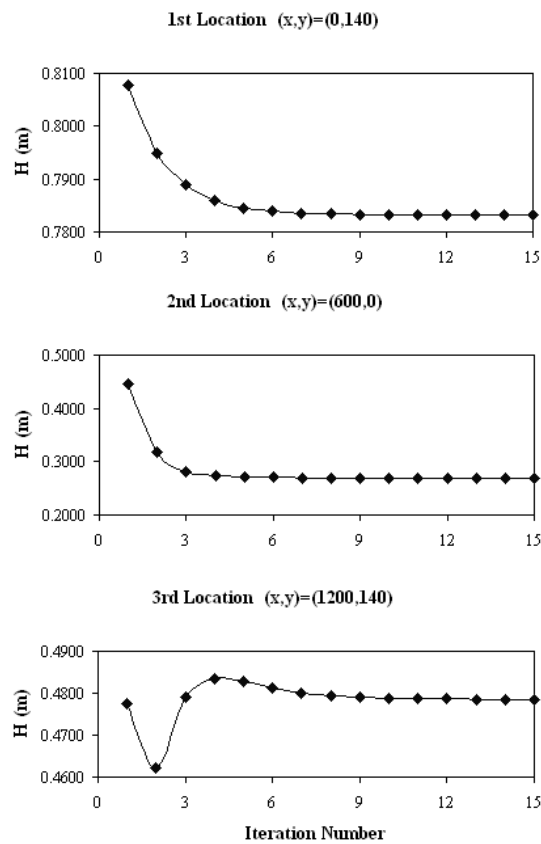 1st Location (x,y)=(0,140)
0.8100
0.8000
0.7900
0.7800
H (m)
0 3 6 9 12 15
2nd Location (x,y)=(600,0)
0.5000
0.4000
0.3000
0.2000
H (m)
0 3 6 9 12 15
3rd Location (x,y)=(1200,140)
0.4900
0.4800
0.4700
0.4600
H (m)
0 3 6 9 12 15
Iteration Number